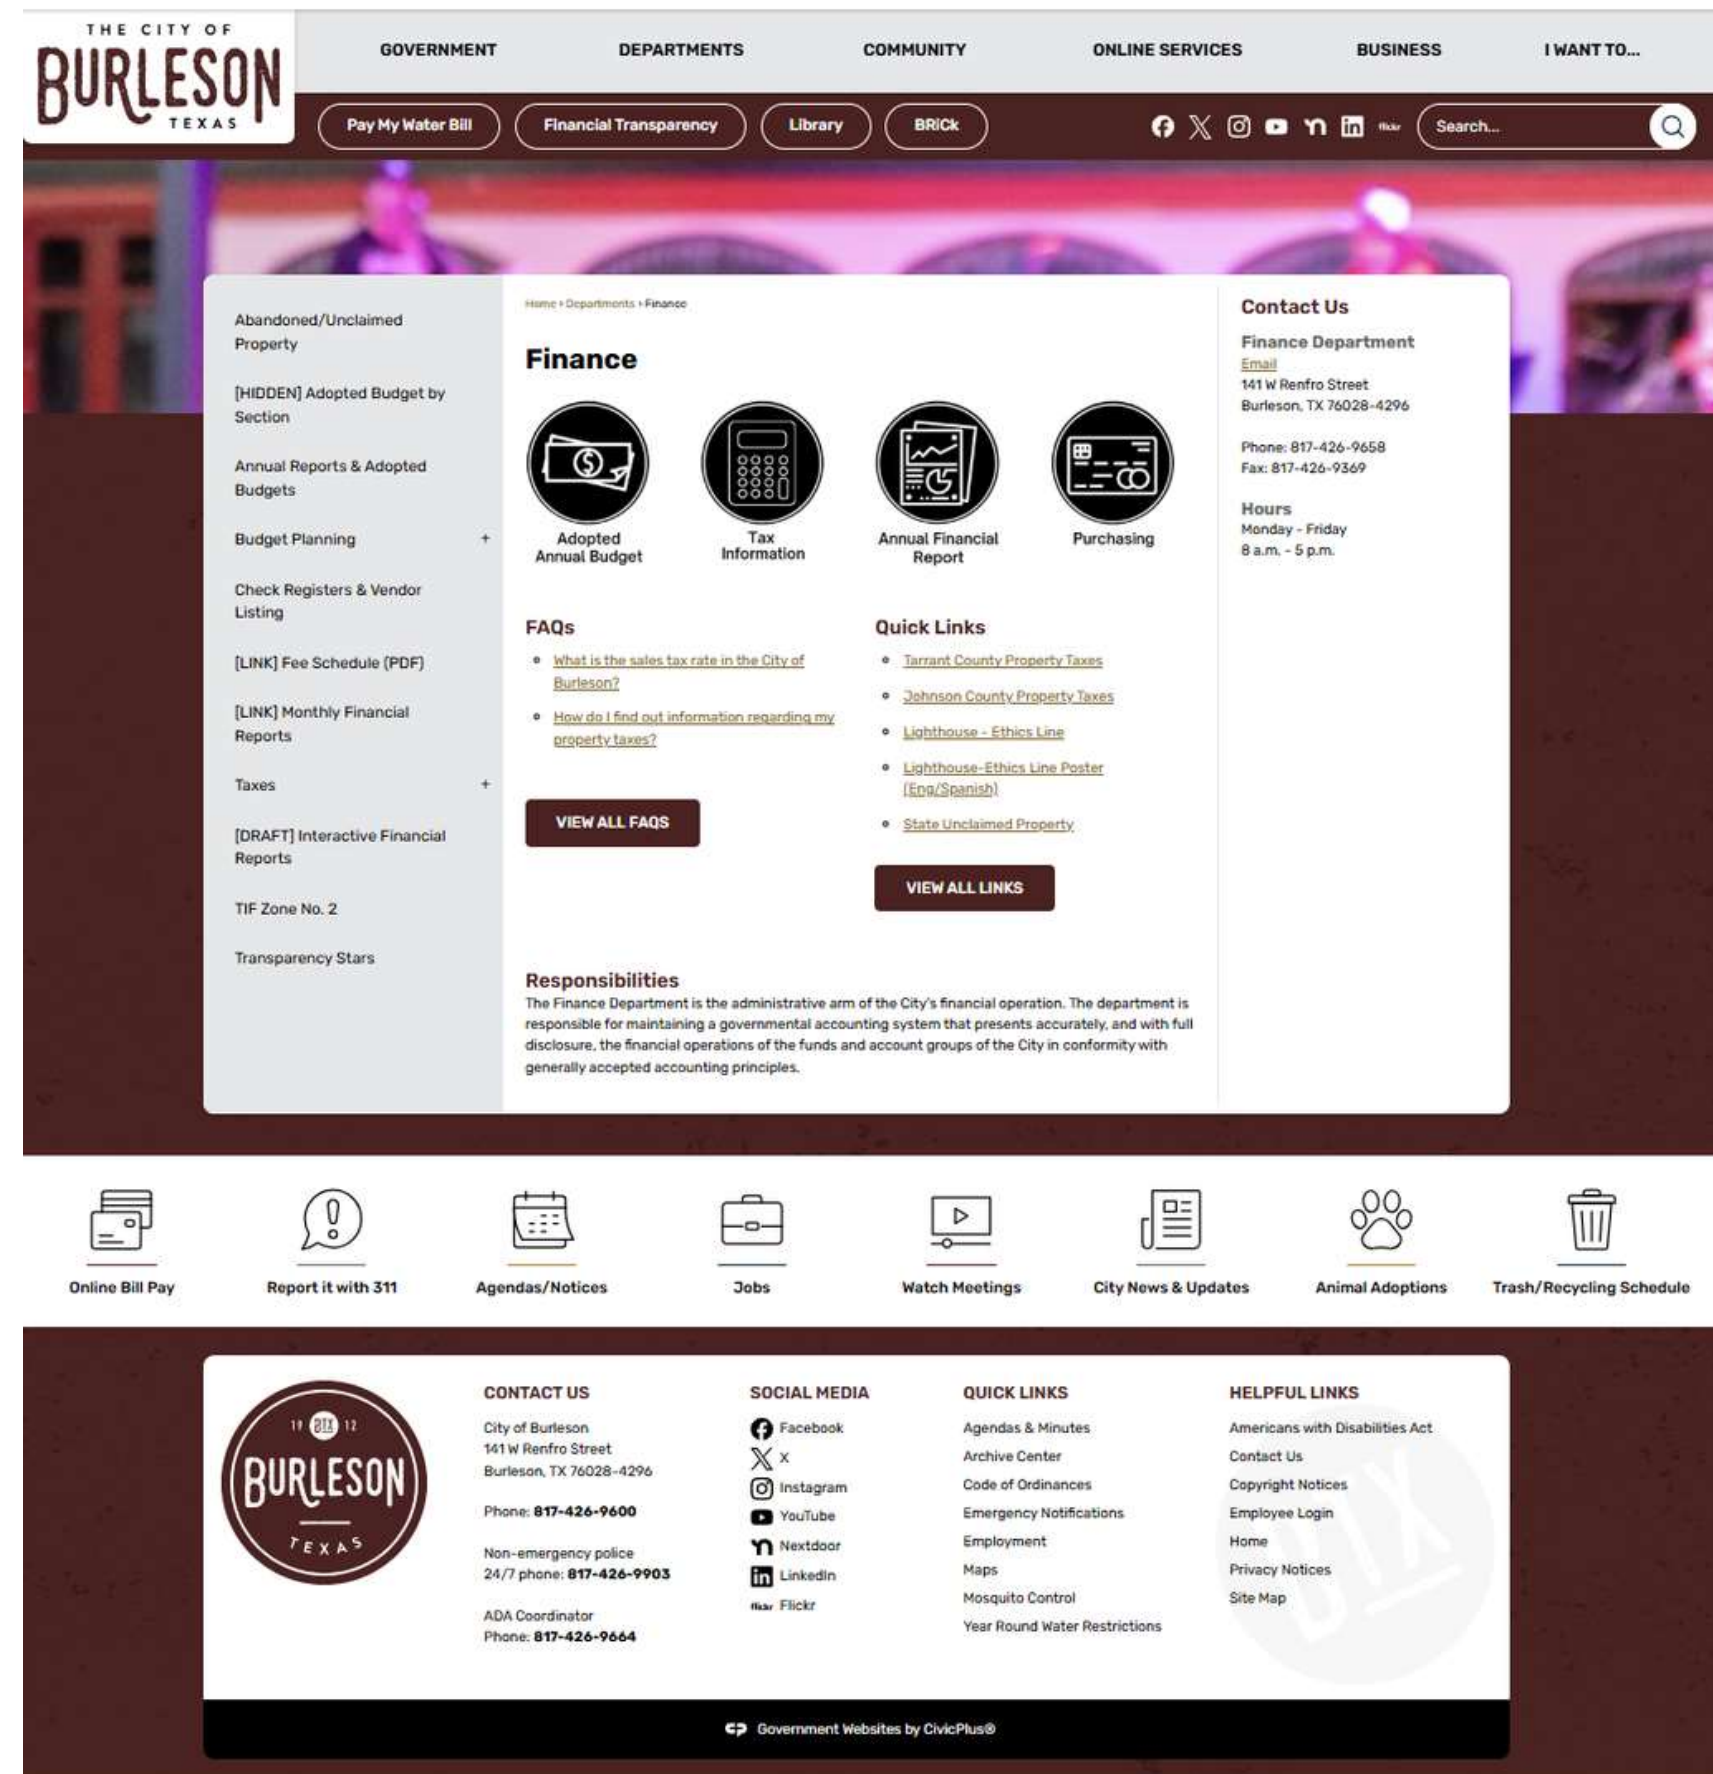 THE CITY OF
BURLESON
TEXAS
GOVERNMENT
DEPARTMENTS
COMMUNITY
ONLINE SERVICES
BUSINESS
I WANT TO...
Pay My Water Bill
Financial Transparency
Library
BRiCk
flickr
Search...
Abandoned/Unclaimed
Property
[HIDDEN] Adopted Budget by
Section
Annual Reports & Adopted
Budgets
Budget Planning +
Check Registers & Vendor
Listing
[LINK] Fee Schedule (PDF)
[LINK] Monthly Financial
Reports
Taxes +
[DRAFT] Interactive Financial
Reports
TIF Zone No. 2
Transparency Stars
Home › Departments › Finance
Finance
Adopted
Annual Budget
Tax
Information
Annual Financial
Report
Purchasing
FAQs
What is the sales tax rate in the City of
Burleson?
How do I find out information regarding my
property taxes?
VIEW ALL FAQS
Quick Links
Tarrant County Property Taxes
Johnson County Property Taxes
Lighthouse - Ethics Line
Lighthouse-Ethics Line Poster
(Eng/Spanish)
State Unclaimed Property
VIEW ALL LINKS
Responsibilities
The Finance Department is the administrative arm of the City's financial operation. The department is
responsible for maintaining a governmental accounting system that presents accurately, and with full
disclosure, the financial operations of the funds and account groups of the City in conformity with
generally accepted accounting principles.
Contact Us
Finance Department
Email
141 W Renfro Street
Burleson, TX 76028-4296
Phone: 817-426-9658
Fax: 817-426-9369
Hours
Monday - Friday
8 a.m. - 5 p.m.
Online Bill Pay
Report it with 311
Agendas/Notices
Jobs
Watch Meetings
City News & Updates
Animal Adoptions
Trash/Recycling Schedule
19 BTX 12
BURLESON
TEXAS
CONTACT US
City of Burleson
141 W Renfro Street
Burleson, TX 76028-4296
Phone: 817-426-9600
Non-emergency police
24/7 phone: 817-426-9903
ADA Coordinator
Phone: 817-426-9664
SOCIAL MEDIA
Facebook
X
Instagram
YouTube
Nextdoor
LinkedIn
flickr Flickr
QUICK LINKS
Agendas & Minutes
Archive Center
Code of Ordinances
Emergency Notifications
Employment
Maps
Mosquito Control
Year Round Water Restrictions
HELPFUL LINKS
Americans with Disabilities Act
Contact Us
Copyright Notices
Employee Login
Home
Privacy Notices
Site Map
BTX
Government Websites by CivicPlus®